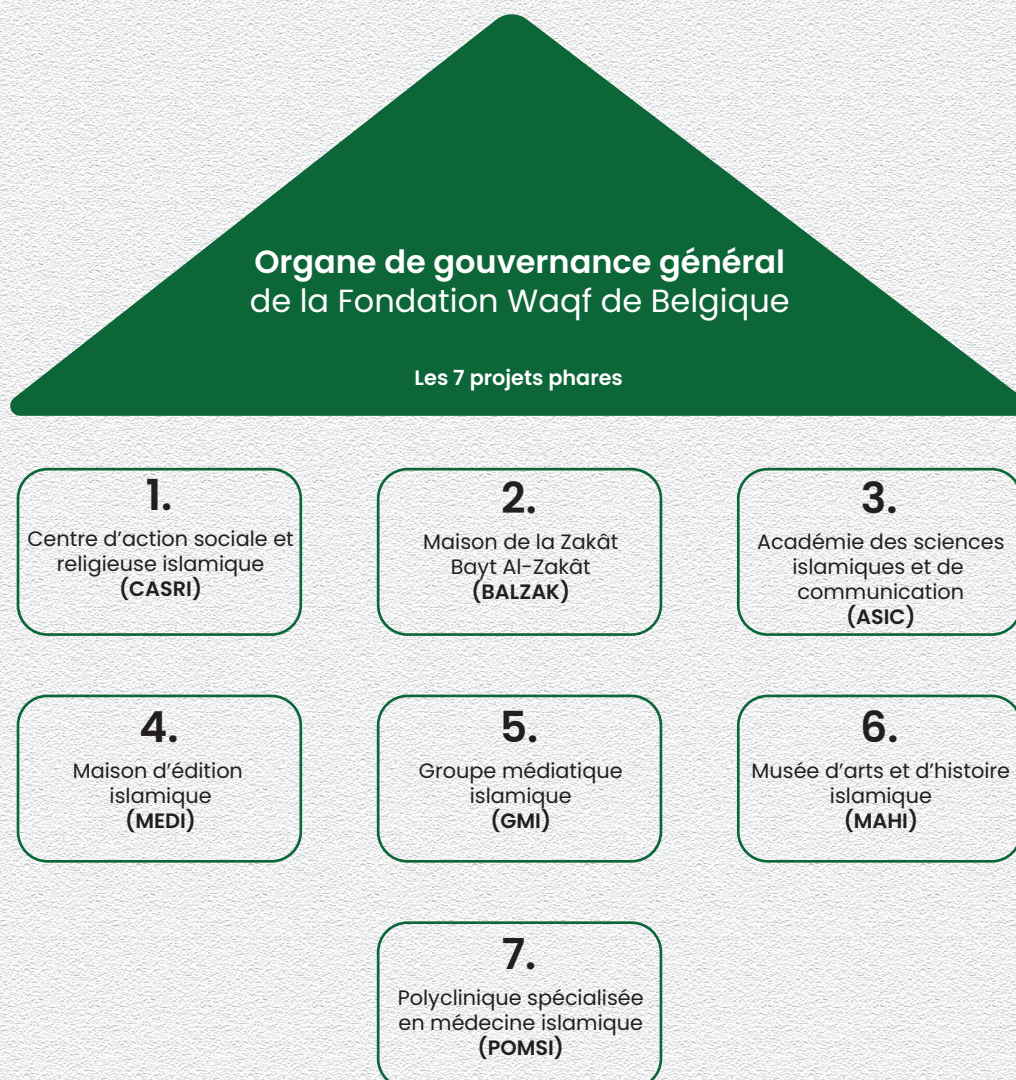 Organe de gouvernance général
de la Fondation Waqf de Belgique
Les 7 projets phares
1.
Centre d'action sociale et
religieuse islamique
(CASRI)
2.
Maison de la Zakât
Bayt Al-Zakât
(BALZAK)
3.
Académie des sciences
islamiques et de
communication
(ASIC)
4.
Maison d'édition
islamique
(MEDI)
5.
Groupe médiatique
islamique
(GMI)
6.
Musée d'arts et d'histoire
islamique
(MAHI)
7.
Polyclinique spécialisée
en médecine islamique
(POMSI)